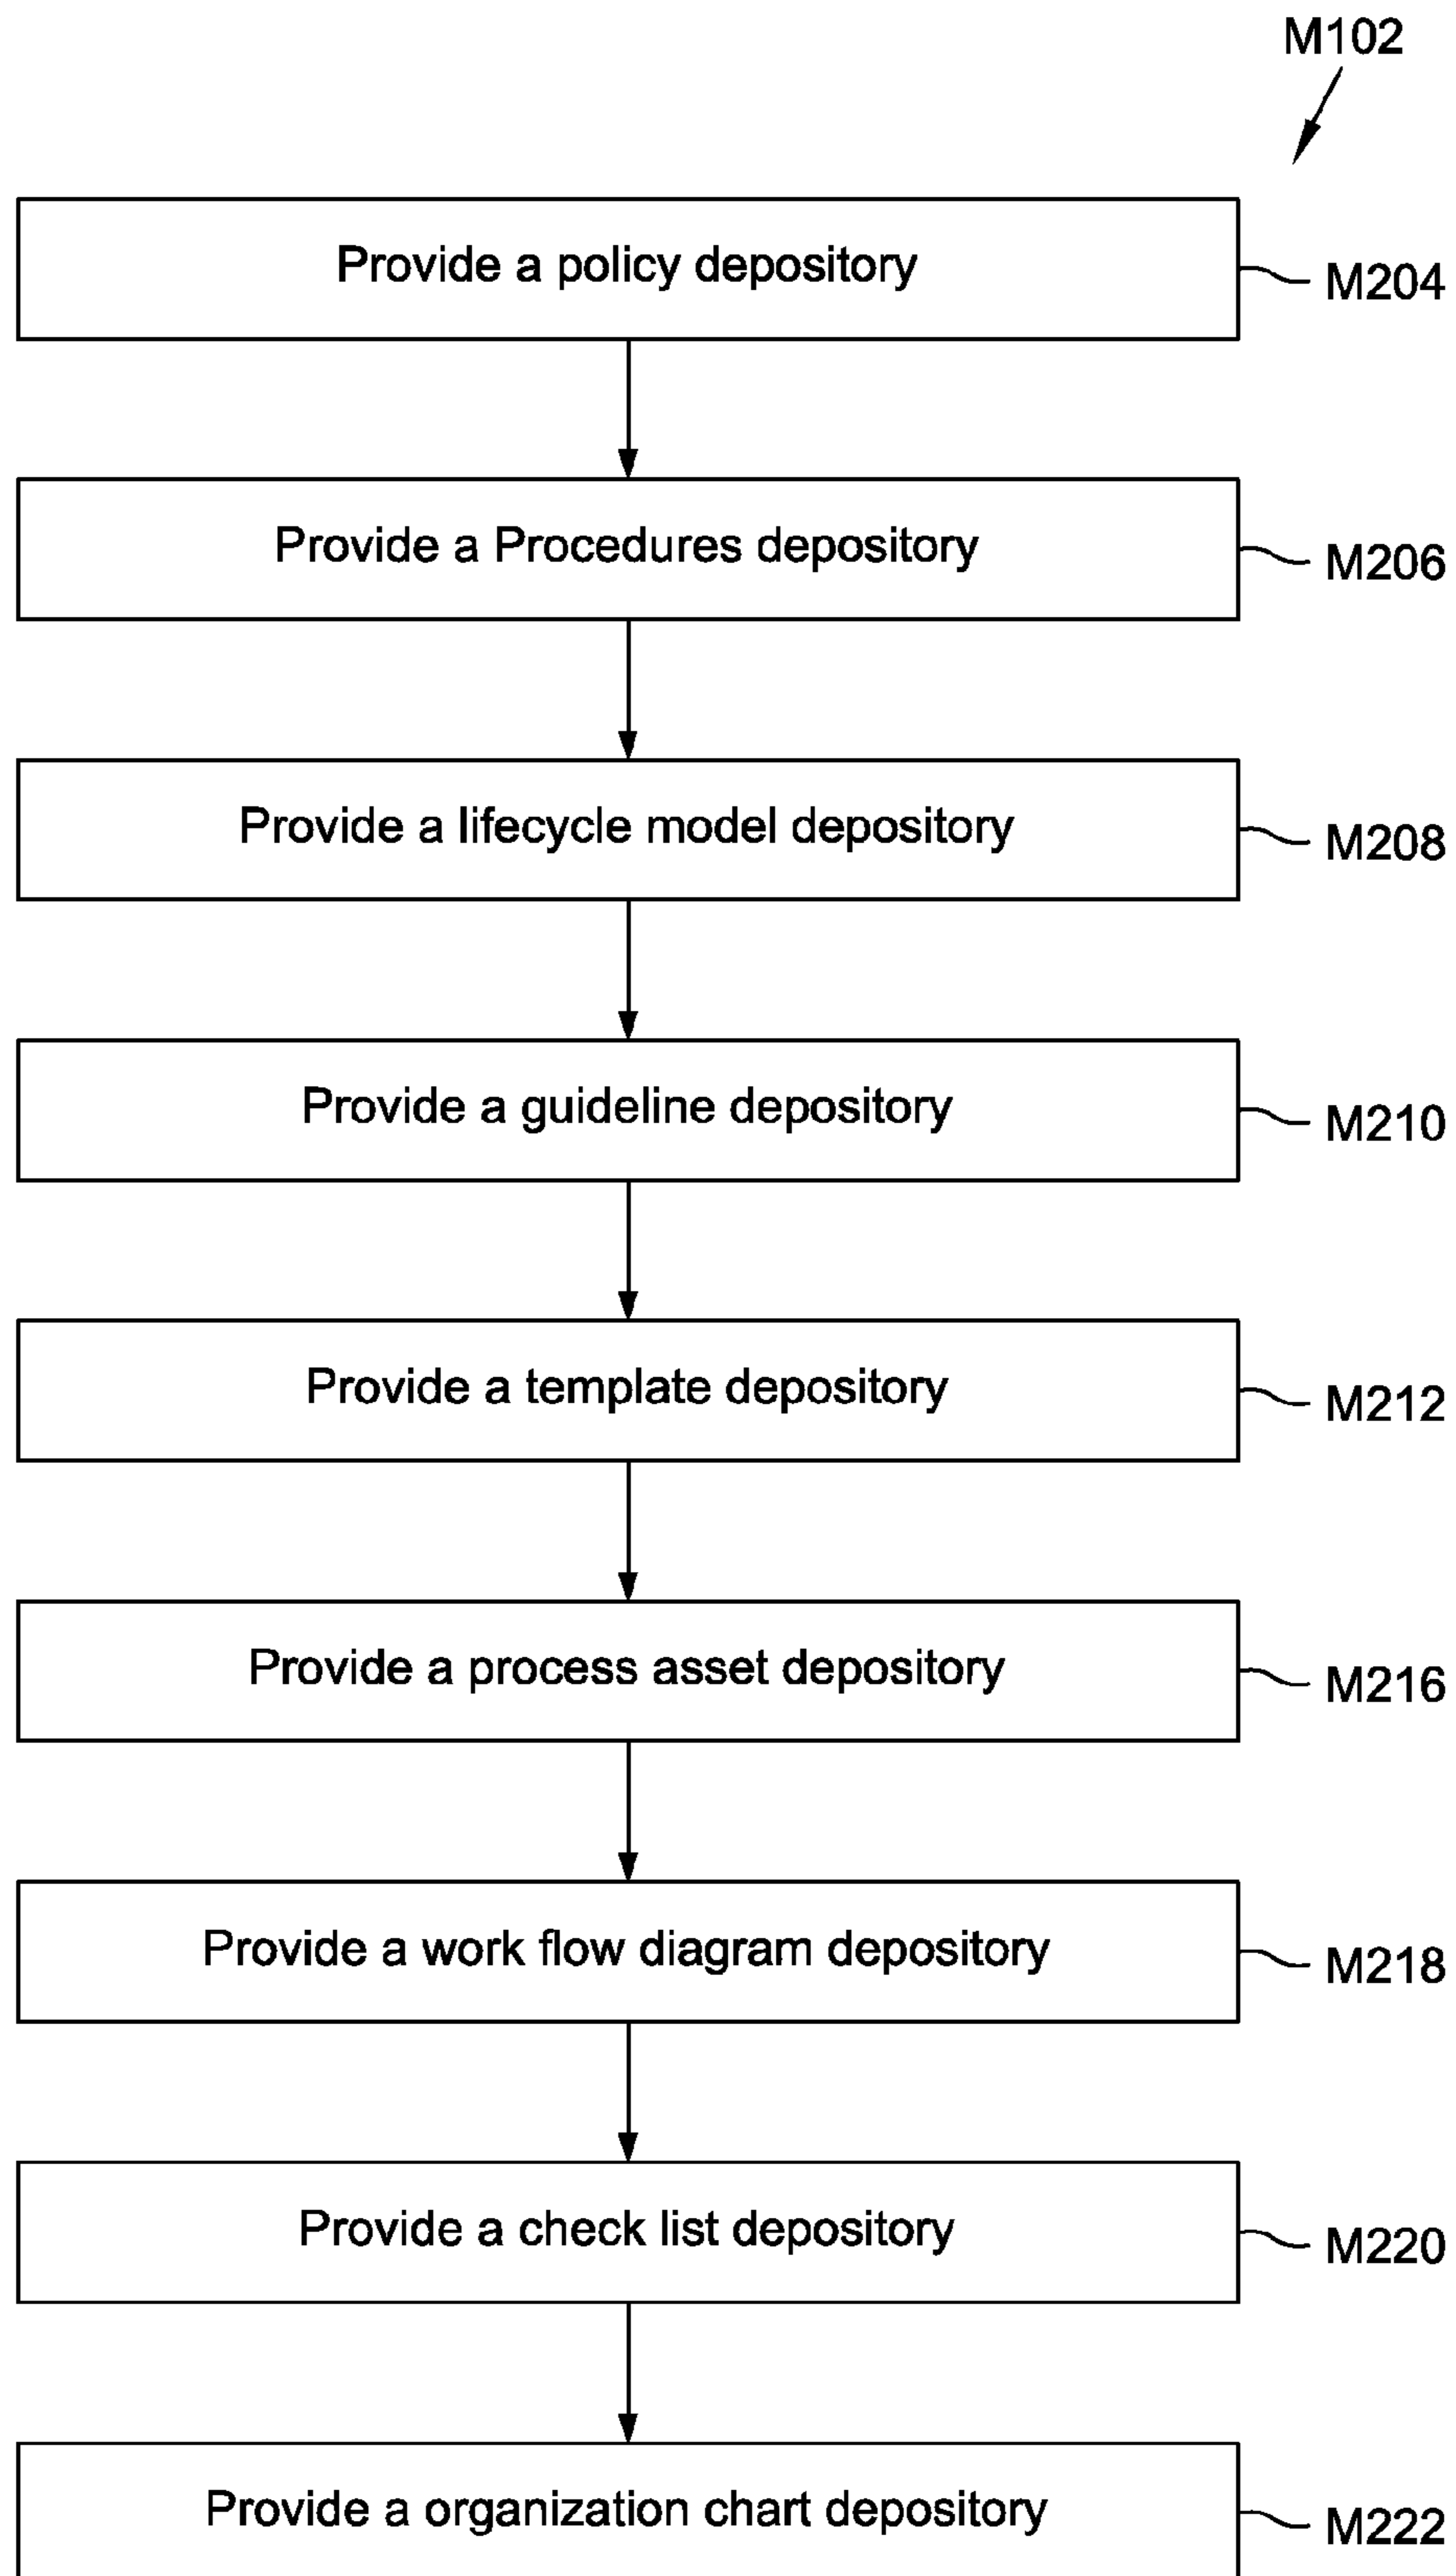 M102
Provide a policy depository
M204
Provide a Procedures depository
M206
Provide a lifecycle model depository
M208
Provide a guideline depository
M210
Provide a template depository
M212
Provide a process asset depository
M216
Provide a work flow diagram depository
M218
Provide a check list depository
M220
Provide a organization chart depository
M222